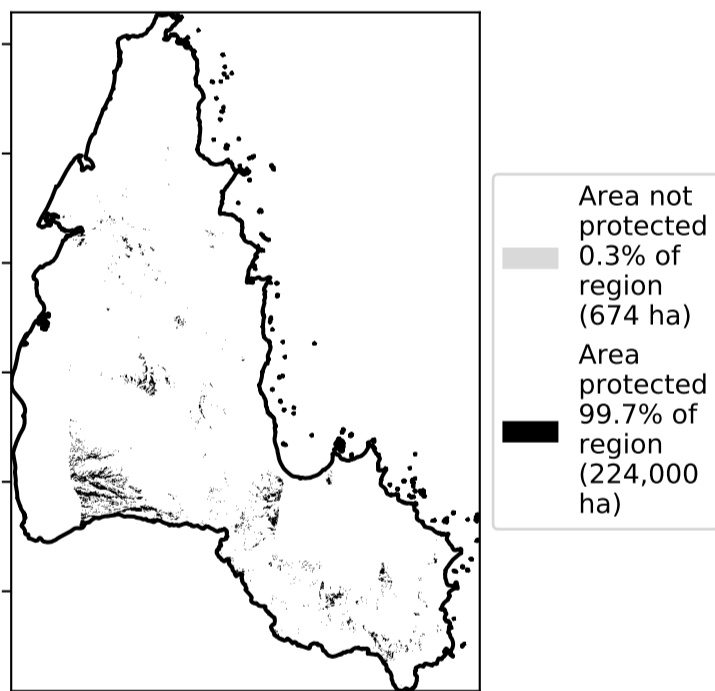 Area not
protected
0.3% of
region
(674 ha)
Area
protected
99.7% of
region
(224,000
ha)